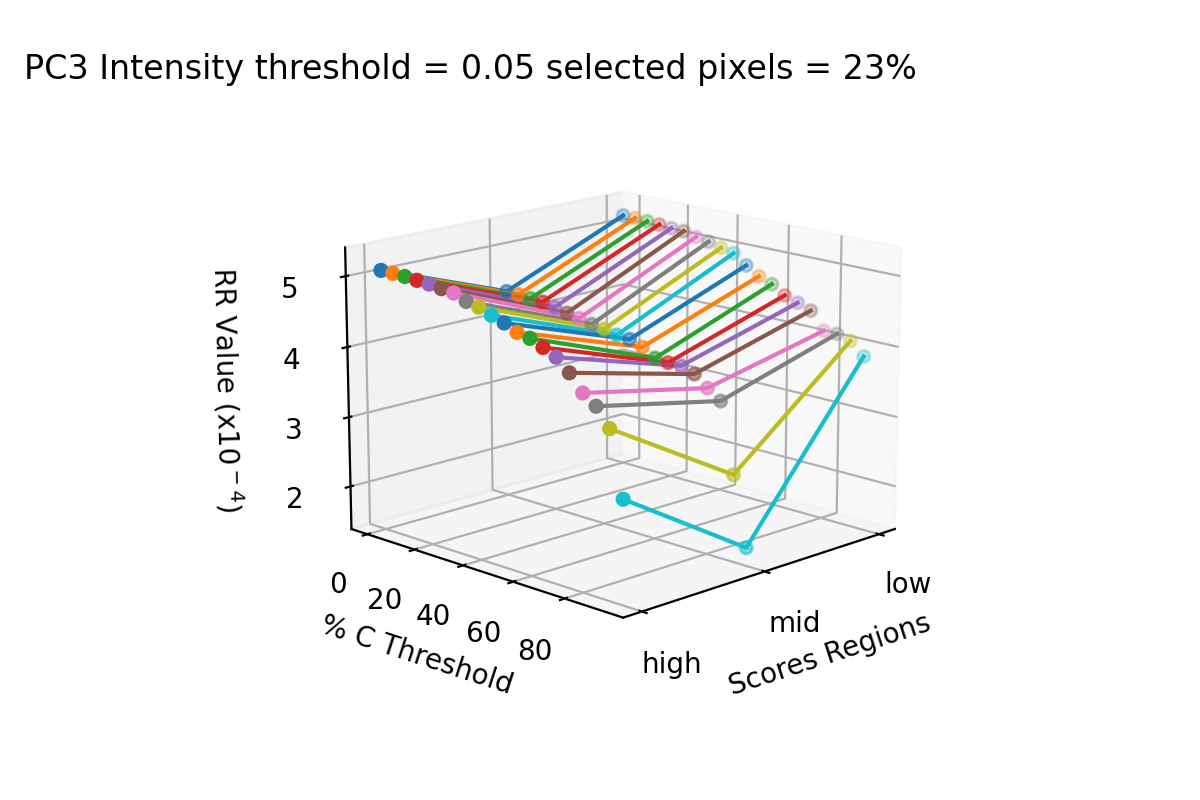 PC3 Intensity threshold = 0.05 selected pixels = 23%
RR Value (x10⁻⁴)
5
4
3
2
0
20
40
60
80
% C Threshold
low
mid
high
Scores Regions